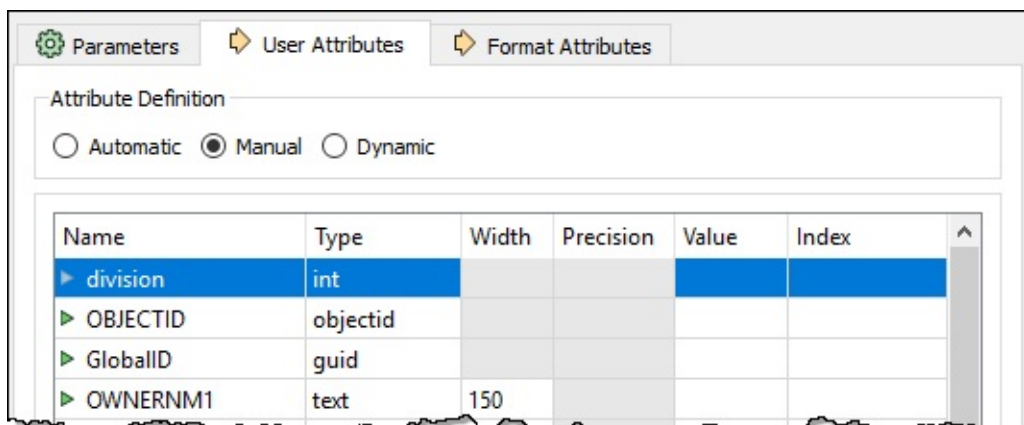 Parameters User Attributes Format Attributes
Attribute Definition
Automatic Manual Dynamic
Name Type Width Precision Value Index
division int
OBJECTID objectid
GlobalID guid
OWNERNM1 text 150